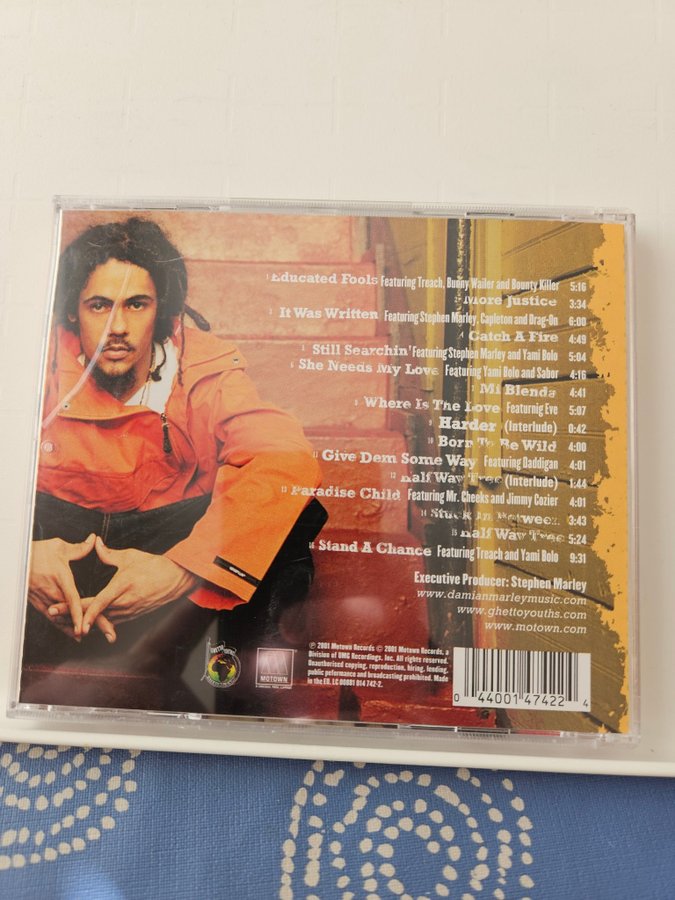 1 Educated Fools Featuring Treach, Bunny Wailer and Bounty Killer 5:16
2 More Justice 3:34
3 It Was Written Featuring Stephen Marley, Capleton and Drag-On 6:00
4 Catch A Fire 4:49
5 Still Searchin' Featuring Stephen Marley and Yami Bolo 5:04
6 She Needs My Love Featuring Yami Bolo and Sabor 4:16
7 Mi Blenda 4:41
8 Where Is The Love Featurnig Eve 5:07
9 Harder (Interlude) 0:42
10 Born To Be Wild 4:00
11 Give Dem Some Way Featuring Daddigan 4:01
12 Half Way Tree (Interlude) 1:44
13 Paradise Child Featuring Mr. Cheeks and Jimmy Cozier 4:01
14 Stuck In Between 3:43
15 Half Way Tree 5:24
16 Stand A Chance Featuring Treach and Yami Bolo 9:31
Executive Producer: Stephen Marley
www.damianmarleymusic.com
www.ghettoyouths.com
www.motown.com
℗ 2001 Motown Records © 2001 Motown Records, a
Division of UMG Recordings, Inc. All rights reserved.
Unauthorised copying, reproduction, hiring, lending,
public peformance and broadcasting prohibited. Made
in the EU. LC 00991 014 742-2.
MOTOWN
0 44001 47422 4